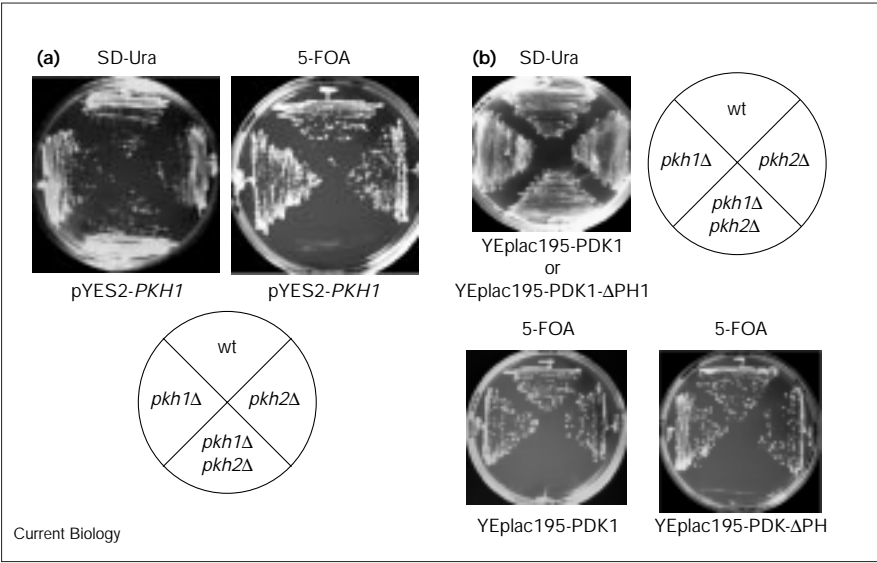 (a) SD-Ura 5-FOA
pYES2-PKH1 pYES2-PKH1
wt
pkh1Δ pkh2Δ
pkh1Δ
pkh2Δ
(b) SD-Ura
wt
pkh1Δ pkh2Δ
pkh1Δ
pkh2Δ
YEplac195-PDK1
or
YEplac195-PDK1-ΔPH1
5-FOA 5-FOA
YEplac195-PDK1 YEplac195-PDK-ΔPH
Current Biology